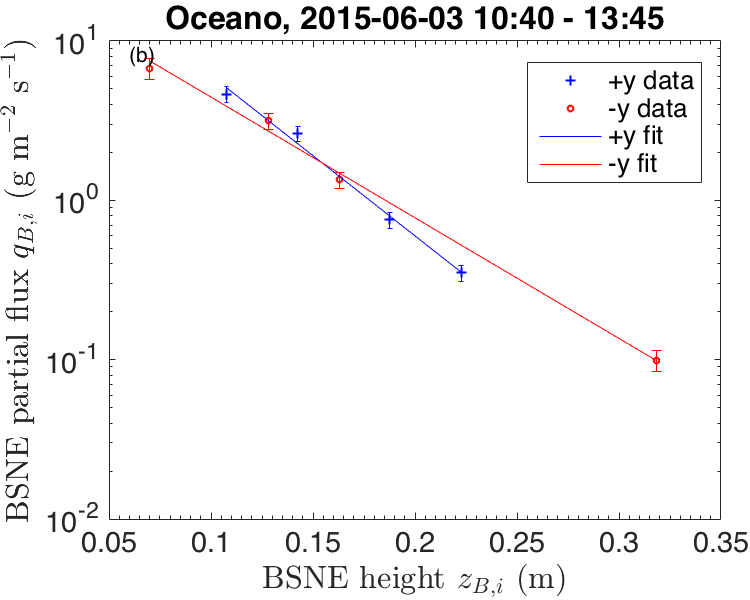 Oceano, 2015-06-03 10:40 - 13:45
(b)
+y data
-y data
+y fit
-y fit
BSNE partial flux q_{B,i} (g m^{-2} s^{-1})
10^1
10^0
10^{-1}
10^{-2}
0.05 0.1 0.15 0.2 0.25 0.3 0.35
BSNE height z_{B,i} (m)